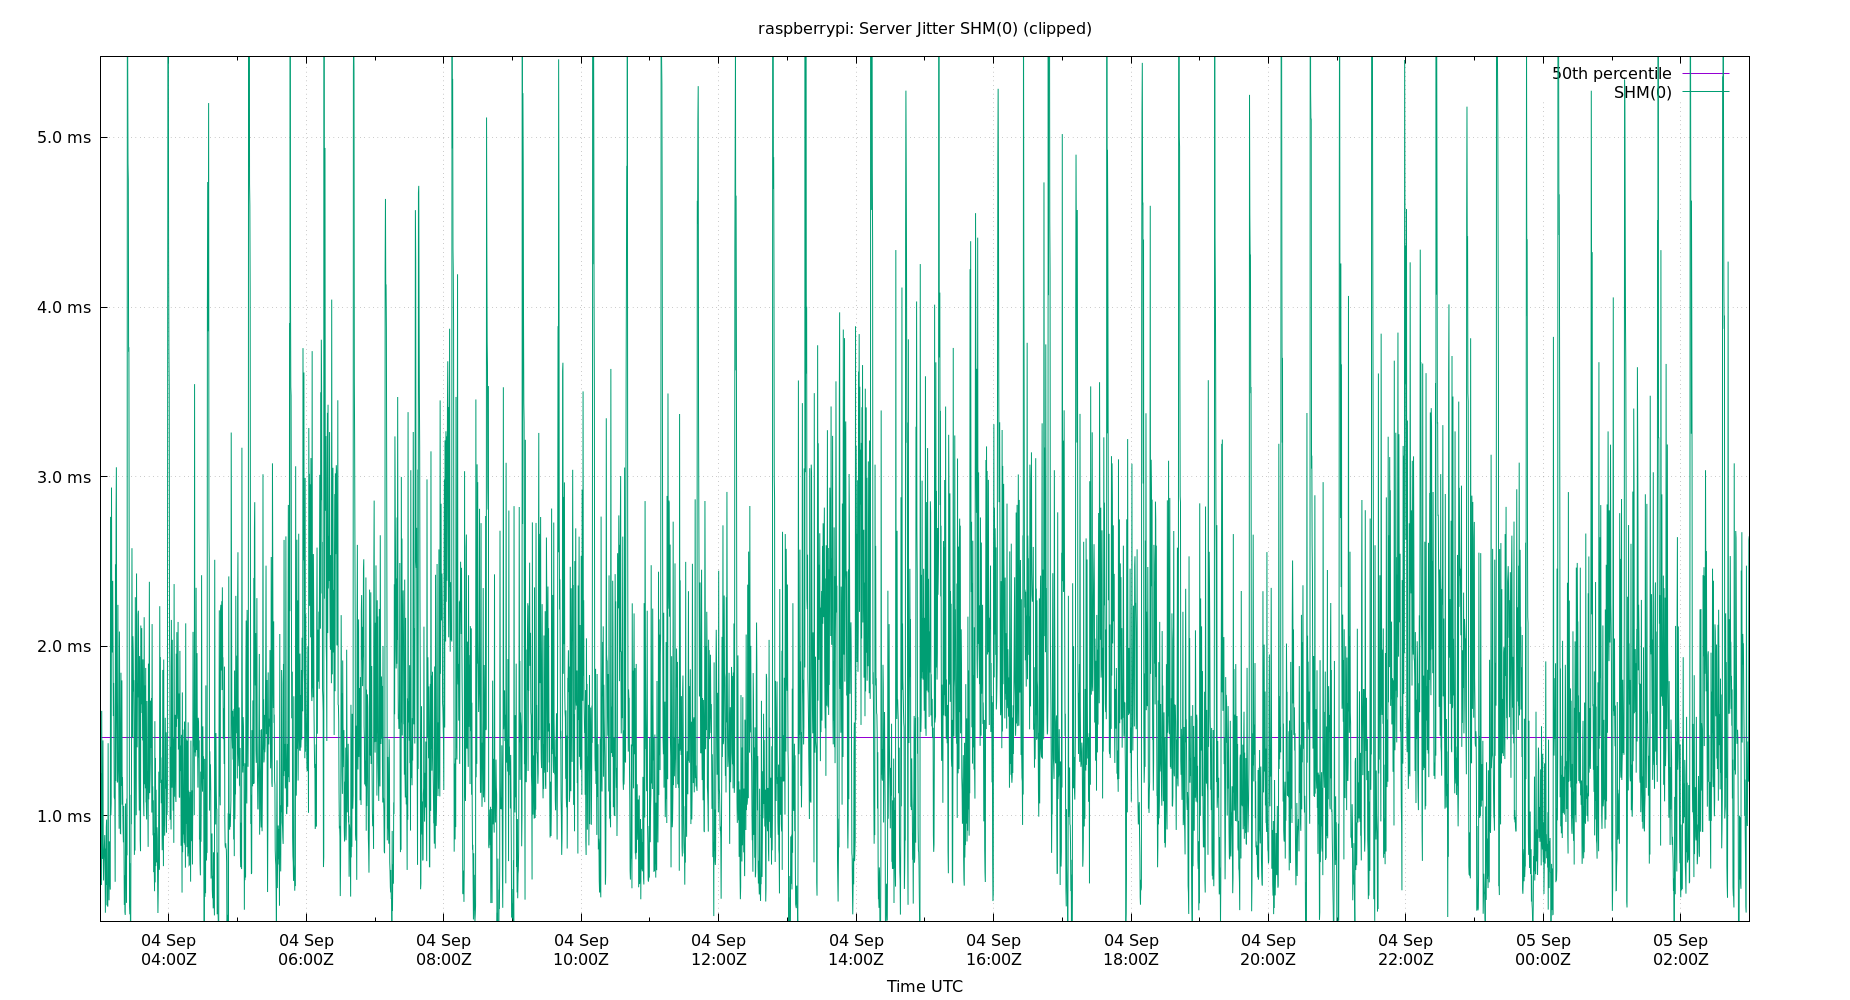 raspberrypi: Server Jitter SHM(0) (clipped)
50th percentile
SHM(0)
5.0 ms
4.0 ms
3.0 ms
2.0 ms
1.0 ms
04 Sep 04 Sep 04 Sep 04 Sep 04 Sep 04 Sep 04 Sep 04 Sep 04 Sep 04 Sep 05 Sep 05 Sep
04:00Z 06:00Z 08:00Z 10:00Z 12:00Z 14:00Z 16:00Z 18:00Z 20:00Z 22:00Z 00:00Z 02:00Z
Time UTC